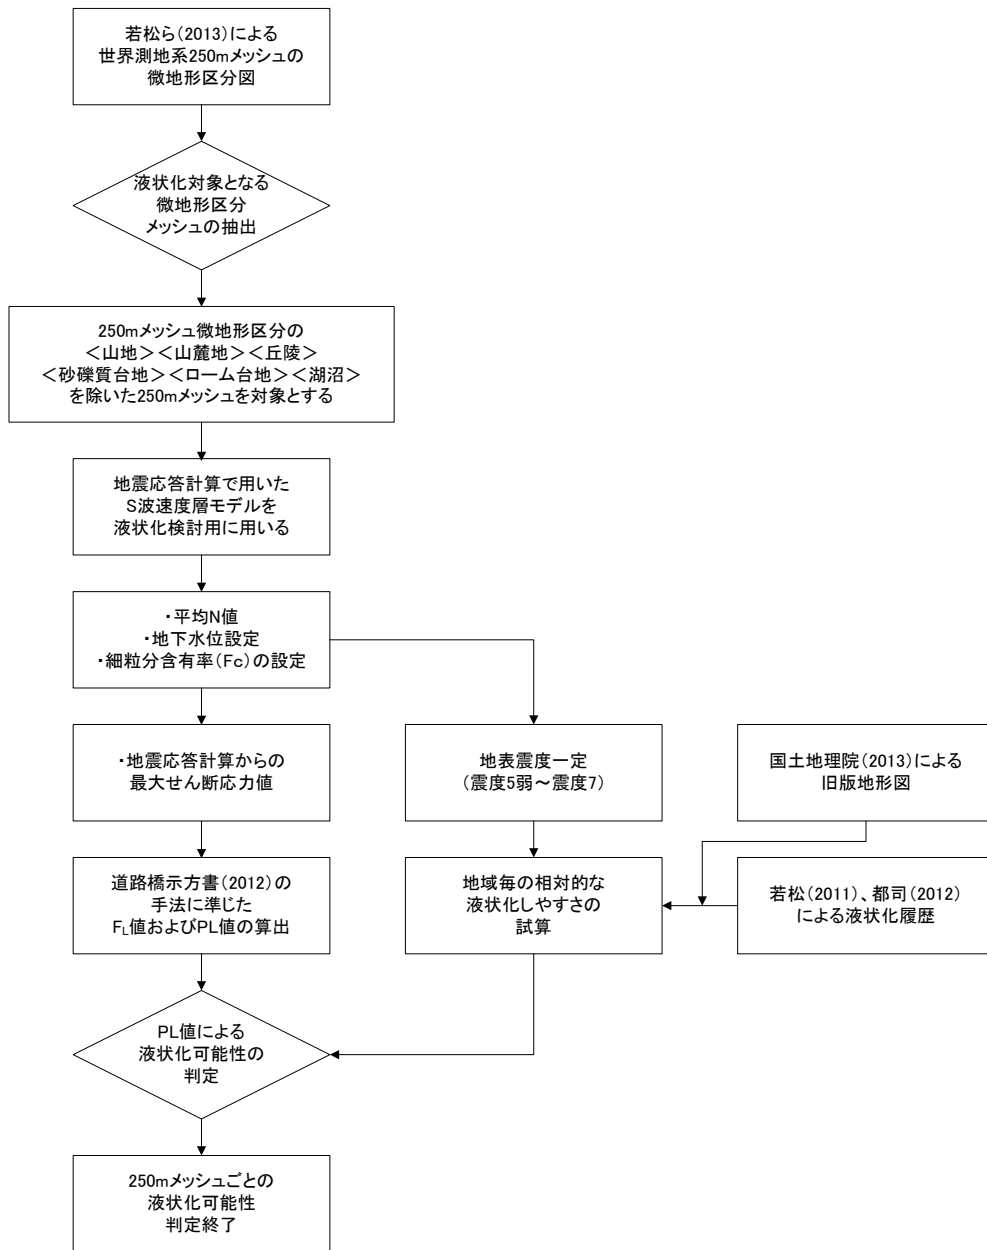 若松ら(2013)による
世界測地系250mメッシュの
微地形区分図
液状化対象となる
微地形区分
メッシュの抽出
250mメッシュ微地形区分の
＜山地＞＜山麓地＞＜丘陵＞
＜砂礫質台地＞＜ローム台地＞＜湖沼＞
を除いた250mメッシュを対象とする
地震応答計算で用いた
S波速度層モデルを
液状化検討用に用いる
・平均N値
・地下水位設定
・細粒分含有率(Fc)の設定
・地震応答計算からの
最大せん断応力値
地表震度一定
(震度5弱～震度7)
国土地理院(2013)による
旧版地形図
道路橋示方書(2012)の
手法に準じた
FL値およびPL値の算出
地域毎の相対的な
液状化しやすさの
試算
若松(2011)、都司(2012)
による液状化履歴
PL値による
液状化可能性の
判定
250mメッシュごとの
液状化可能性
判定終了